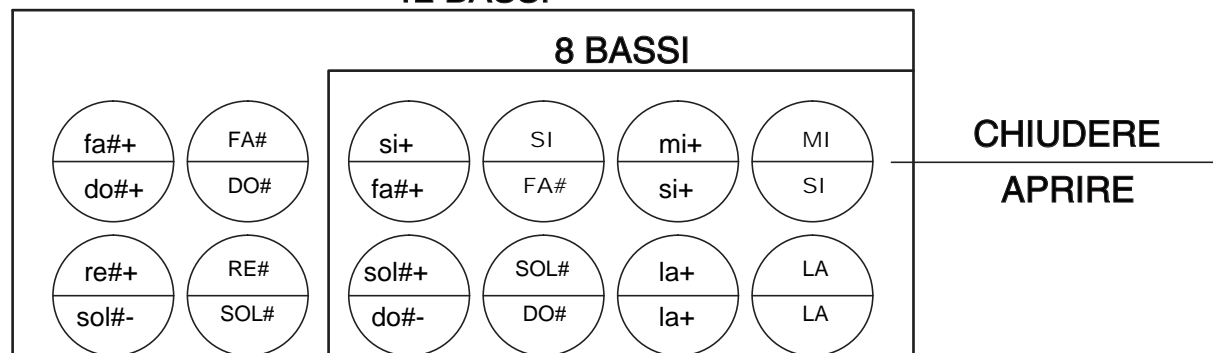 8 BASSI
fa#+ FA# si+ SI mi+ MI CHIUDERE
do#+ DO# fa#+ FA# si+ SI APRIRE
re#+ RE# sol#+ SOL# la+ LA
sol#- SOL# do#- DO# la+ LA